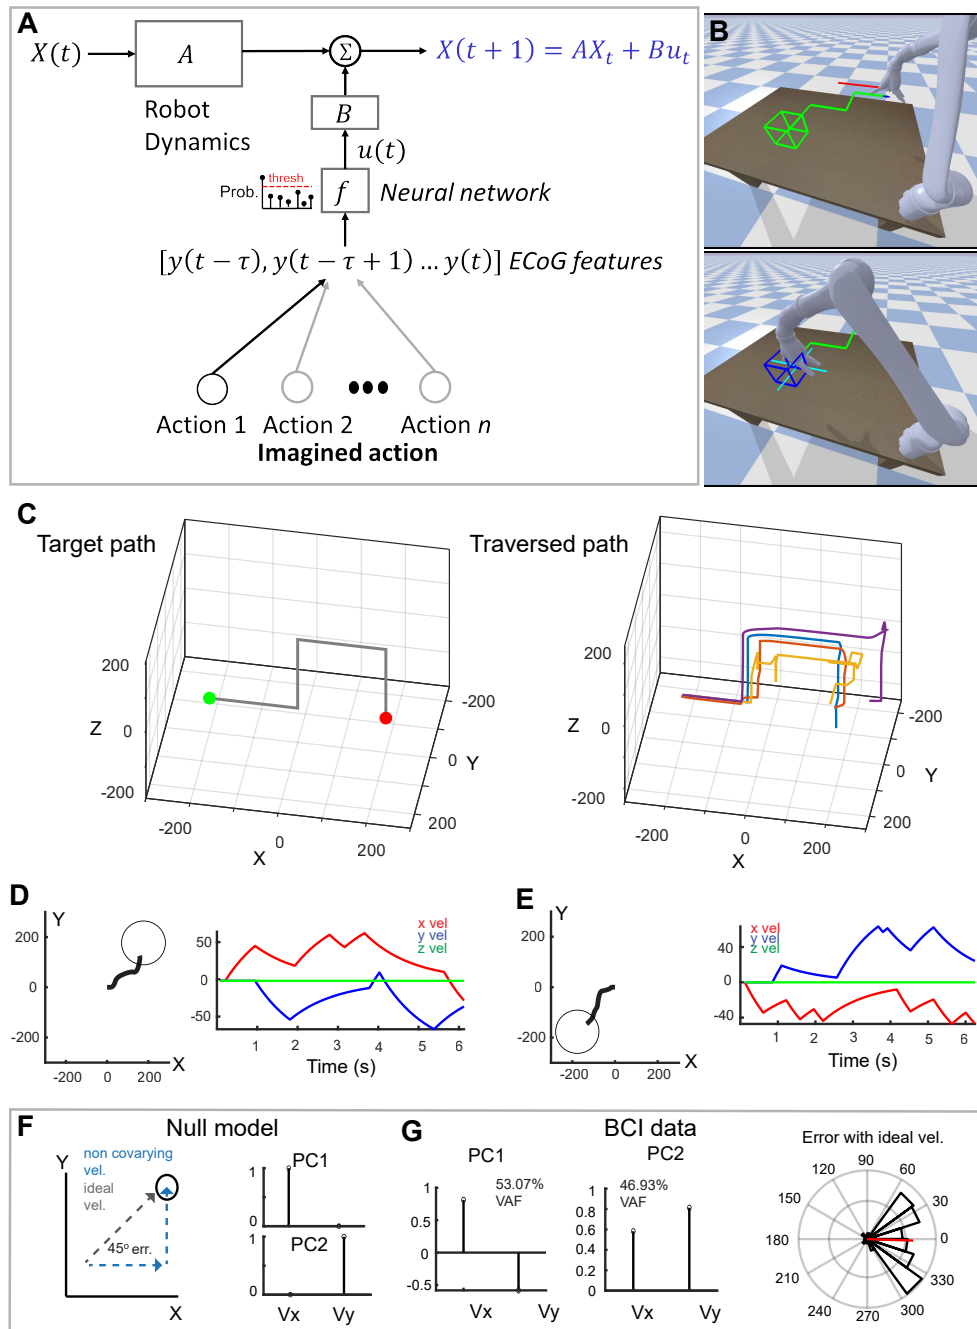 A
X(t)
A
Σ
X(t + 1) = AX_t + Bu_t
Robot
Dynamics
B
u(t)
Prob.
thresh
f
Neural network
[y(t − τ), y(t − τ + 1) … y(t)] ECoG features
Action 1
Action 2
Action n
Imagined action
B
C
Target path
200
Z
0
-200
-200
0
X
200
-200
0
Y
200
Traversed path
200
Z
0
-200
-200
0
X
200
-200
0
Y
200
D
Y
200
0
-200
-200
0
200
X
x vel
y vel
z vel
50
0
-50
1
2
3
4
5
6
Time (s)
E
Y
200
0
-200
-200
0
200
X
x vel
y vel
z vel
40
0
-40
1
2
3
4
5
6
Time (s)
F
Null model
Y
non covarying
vel.
ideal
vel.
45° err.
X
PC1
1
0
PC2
1
0
Vx
Vy
G
BCI data
PC1
53.07%
VAF
1
0.5
0
-0.5
Vx
Vy
PC2
46.93%
VAF
1
0.8
0.6
0.4
0.2
0
Vx
Vy
Error with ideal vel.
90
120
60
150
30
180
0
210
330
240
270
300